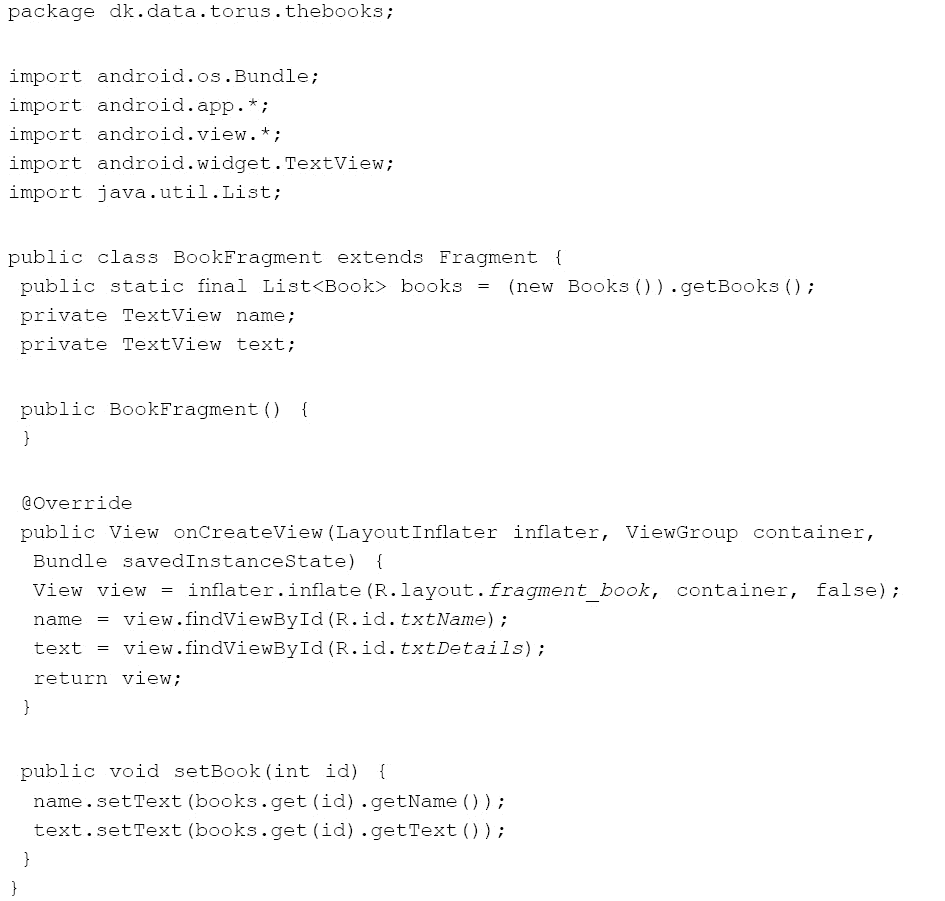 package dk.data.torus.thebooks;
import android.os.Bundle;
import android.app.*;
import android.view.*;
import android.widget.TextView;
import java.util.List;
public class BookFragment extends Fragment {
public static final List<Book> books = (new Books()).getBooks();
private TextView name;
private TextView text;
public BookFragment() {
}
@Override
public View onCreateView(LayoutInflater inflater, ViewGroup container,
Bundle savedInstanceState) {
View view = inflater.inflate(R.layout.fragment_book, container, false);
name = view.findViewById(R.id.txtName);
text = view.findViewById(R.id.txtDetails);
return view;
}
public void setBook(int id) {
name.setText(books.get(id).getName());
text.setText(books.get(id).getText());
}
}